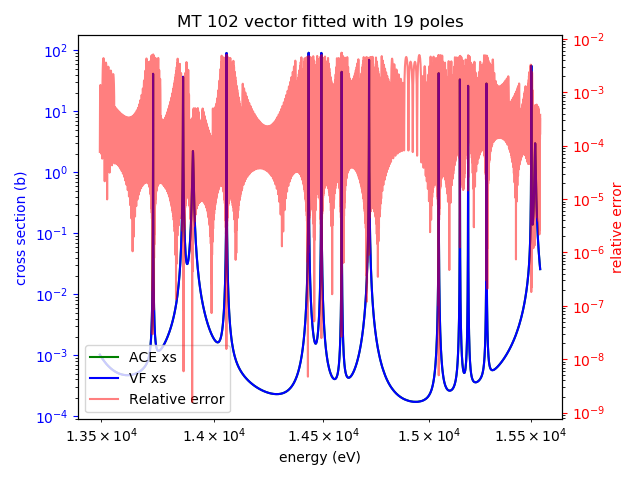 MT 102 vector fitted with 19 poles
cross section (b)
10²
10¹
10⁰
10⁻¹
10⁻²
10⁻³
10⁻⁴
10⁻²
10⁻³
10⁻⁴
10⁻⁵
10⁻⁶
10⁻⁷
10⁻⁸
10⁻⁹
relative error
ACE xs
VF xs
Relative error
1.35 × 10⁴ 1.4 × 10⁴ 1.45 × 10⁴ 1.5 × 10⁴ 1.55 × 10⁴
energy (eV)